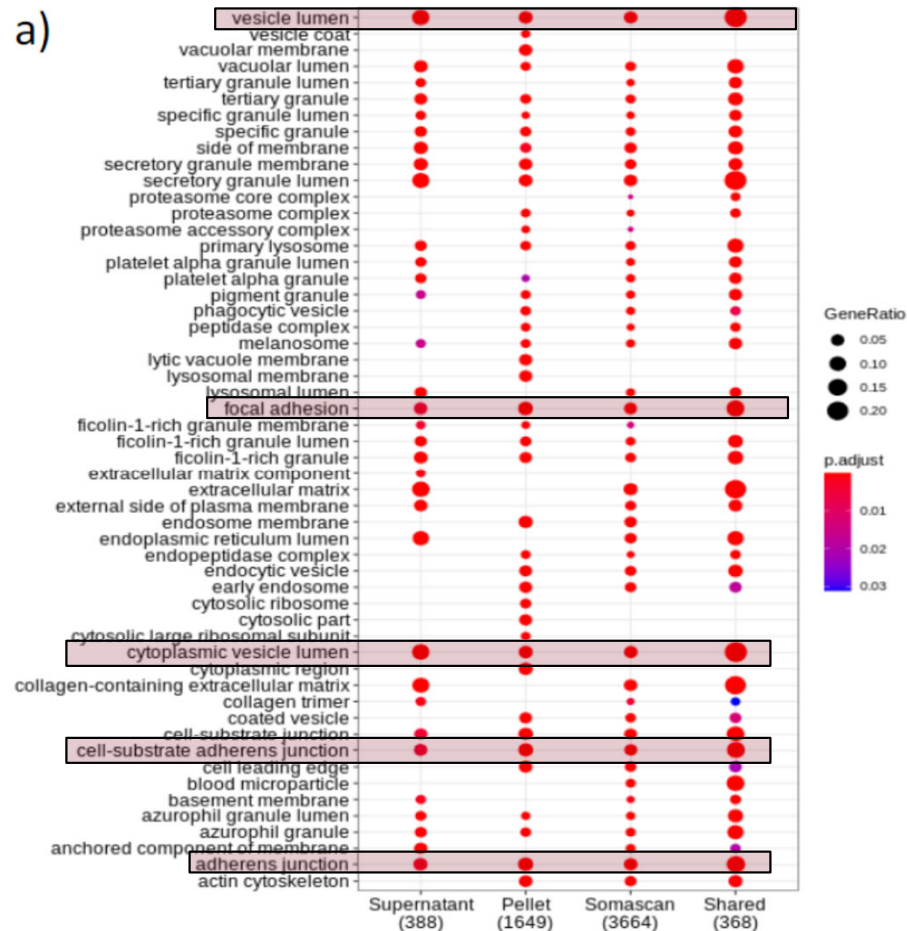 a)
vesicle lumen
vesicle coat
vacuolar membrane
vacuolar lumen
tertiary granule lumen
tertiary granule
specific granule lumen
specific granule
side of membrane
secretory granule membrane
secretory granule lumen
proteasome core complex
proteasome complex
proteasome accessory complex
primary lysosome
platelet alpha granule lumen
platelet alpha granule
pigment granule
phagocytic vesicle
peptidase complex
melanosome
lytic vacuole membrane
lysosomal membrane
lysosomal lumen
focal adhesion
ficolin-1-rich granule membrane
ficolin-1-rich granule lumen
ficolin-1-rich granule
extracellular matrix component
extracellular matrix
external side of plasma membrane
endosome membrane
endoplasmic reticulum lumen
endopeptidase complex
endocytic vesicle
early endosome
cytosolic ribosome
cytosolic part
cytosolic large ribosomal subunit
cytoplasmic vesicle lumen
cytoplasmic region
collagen-containing extracellular matrix
collagen trimer
coated vesicle
cell-substrate junction
cell-substrate adherens junction
cell leading edge
blood microparticle
basement membrane
azurophil granule lumen
azurophil granule
anchored component of membrane
adherens junction
actin cytoskeleton
Supernatant Pellet Somascan Shared
(388) (1649) (3664) (368)
GeneRatio
0.05
0.10
0.15
0.20
p.adjust
0.01
0.02
0.03